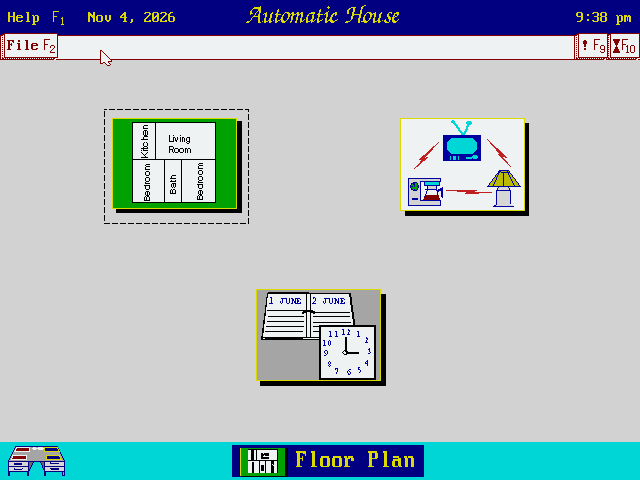 Help F1 Nov 4, 2026 Automatic House 9:38 pm
File F2 ! F9 F10
Kitchen Living Room
Bedroom Bath Bedroom
1 JUNE 2 JUNE
11 12 1
10 2
9 3
8 4
7 6 5
Floor Plan